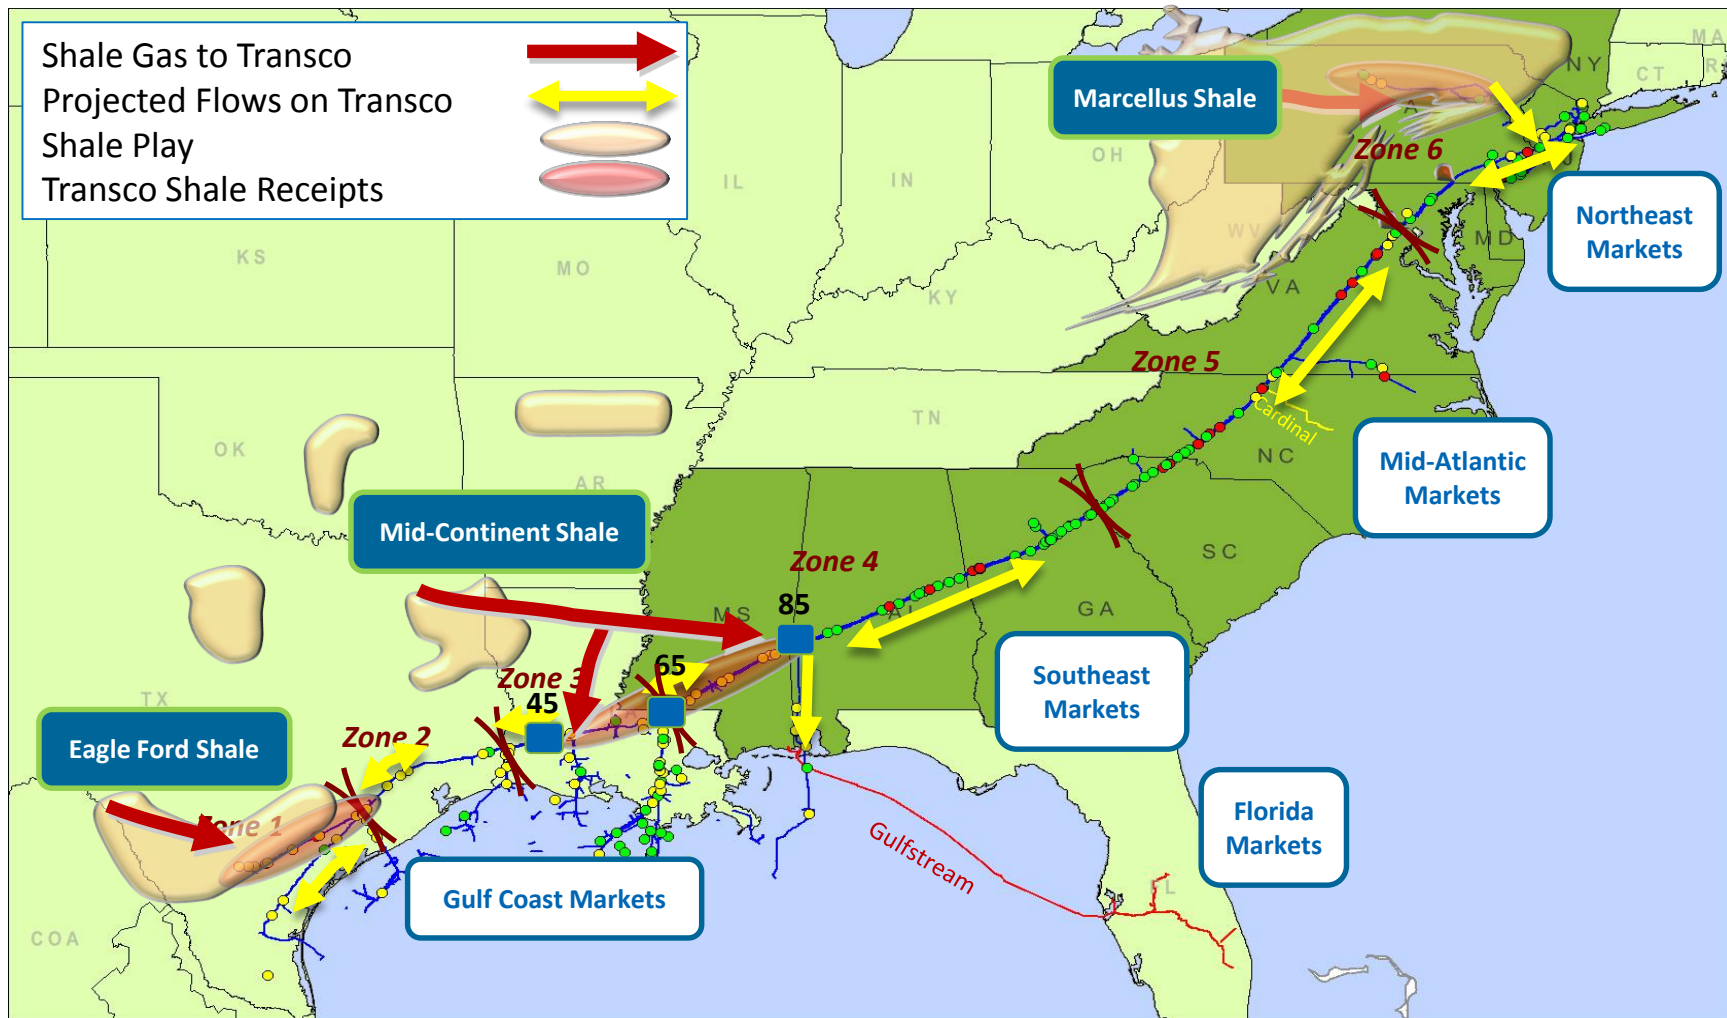 Shale Gas to Transco
Projected Flows on Transco
Shale Play
Transco Shale Receipts
Marcellus Shale
NY
MA
CT
R
OH
Zone 6
IL
IN
Northeast
Markets
WV
MD
KS
MO
VA
KY
Zone 5
Cardinal
TN
NC
Mid-Atlantic
Markets
OK
AR
Mid-Continent Shale
Zone 4
SC
85
MS
AL
GA
65
Zone 3
45
Southeast
Markets
TX
Zone 2
Eagle Ford Shale
Zone 1
Florida
Markets
Gulfstream
Gulf Coast Markets
FL
COA